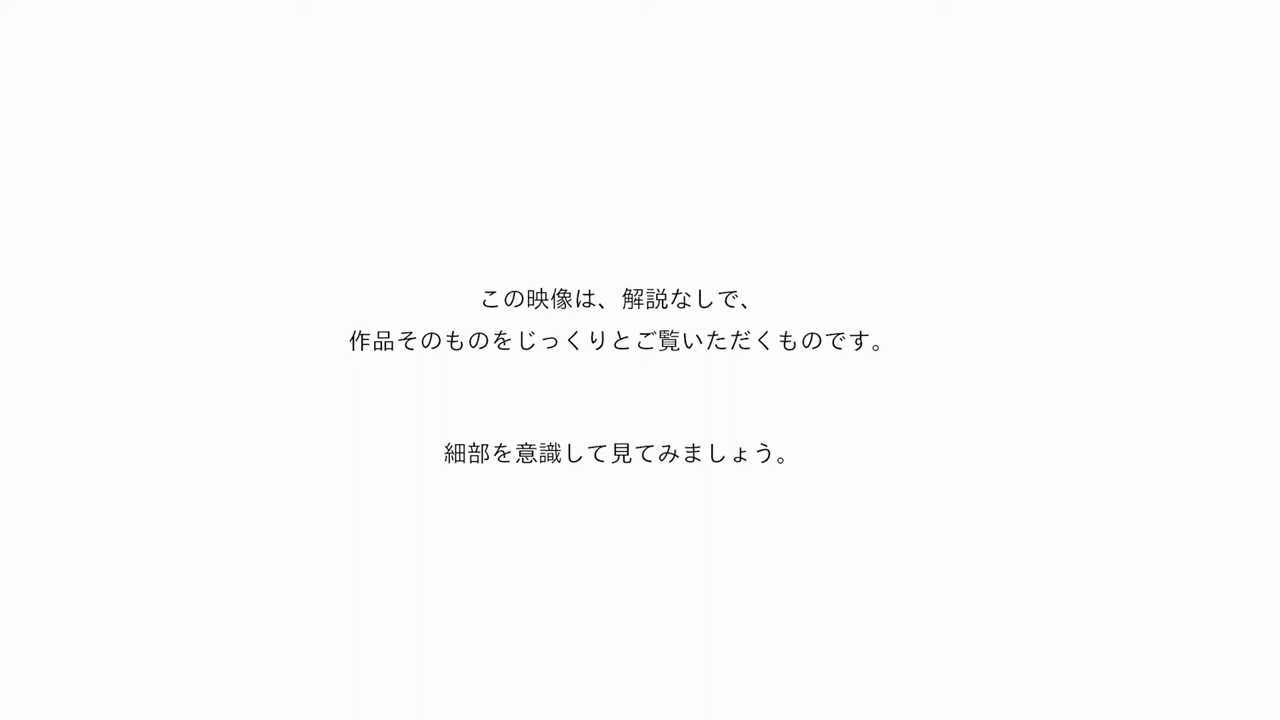 この映像は、解説なしで、
作品そのものをじっくりとご覧いただくものです。
細部を意識して見てみましょう。